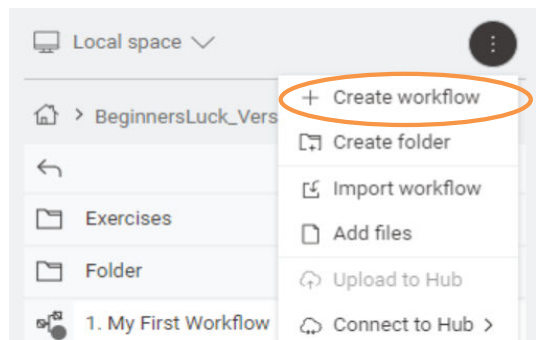 Local space
+ Create workflow
> BeginnersLuck_Vers
Create folder
Import workflow
Exercises
Add files
Folder
Upload to Hub
1. My First Workflow
Connect to Hub >